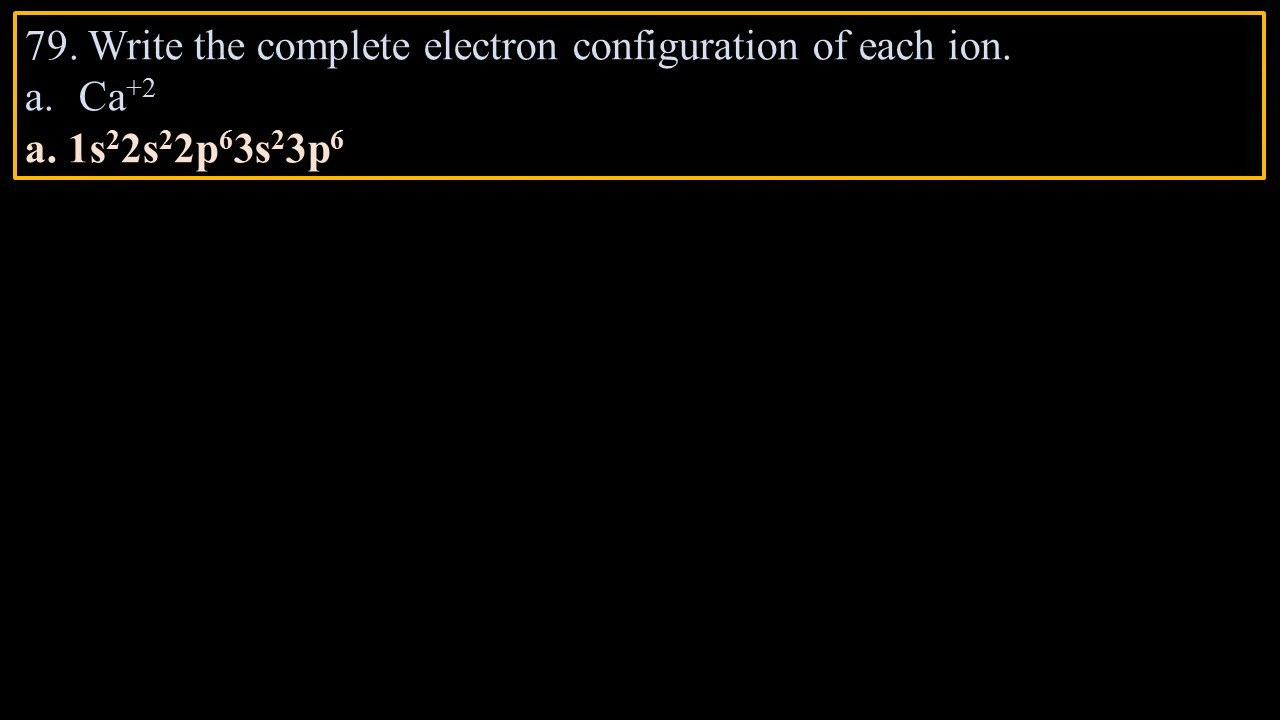 79. Write the complete electron configuration of each ion.
a. Ca⁺²
a. 1s²2s²2p⁶3s²3p⁶